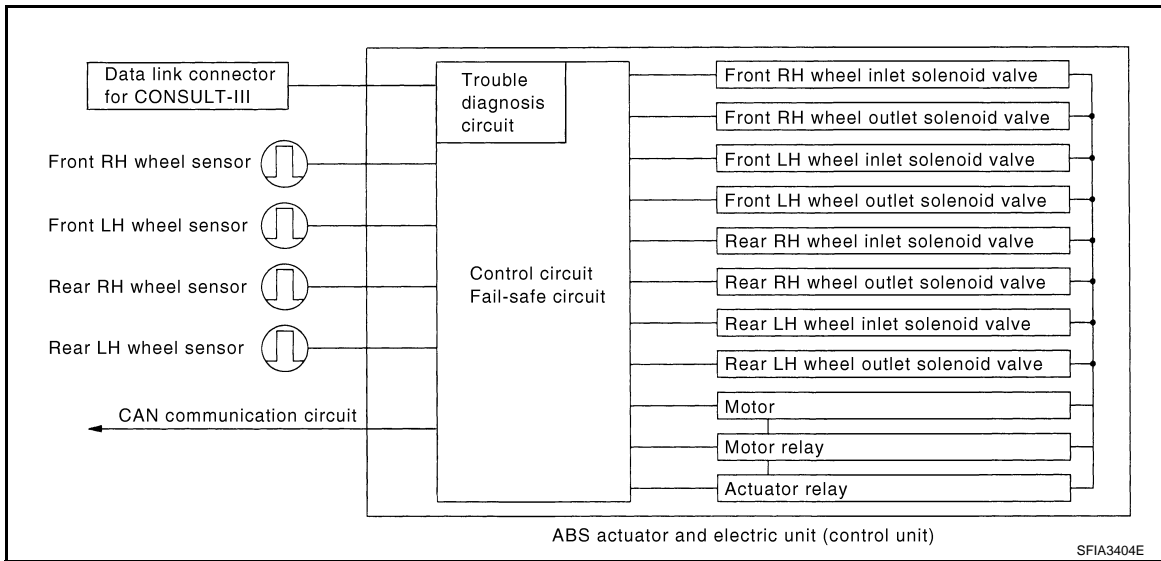 Data link connector
for CONSULT-III
Front RH wheel sensor
Front LH wheel sensor
Rear RH wheel sensor
Rear LH wheel sensor
CAN communication circuit
Trouble
diagnosis
circuit
Control circuit
Fail-safe circuit
Front RH wheel inlet solenoid valve
Front RH wheel outlet solenoid valve
Front LH wheel inlet solenoid valve
Front LH wheel outlet solenoid valve
Rear RH wheel inlet solenoid valve
Rear RH wheel outlet solenoid valve
Rear LH wheel inlet solenoid valve
Rear LH wheel outlet solenoid valve
Motor
Motor relay
Actuator relay
ABS actuator and electric unit (control unit)
SFIA3404E